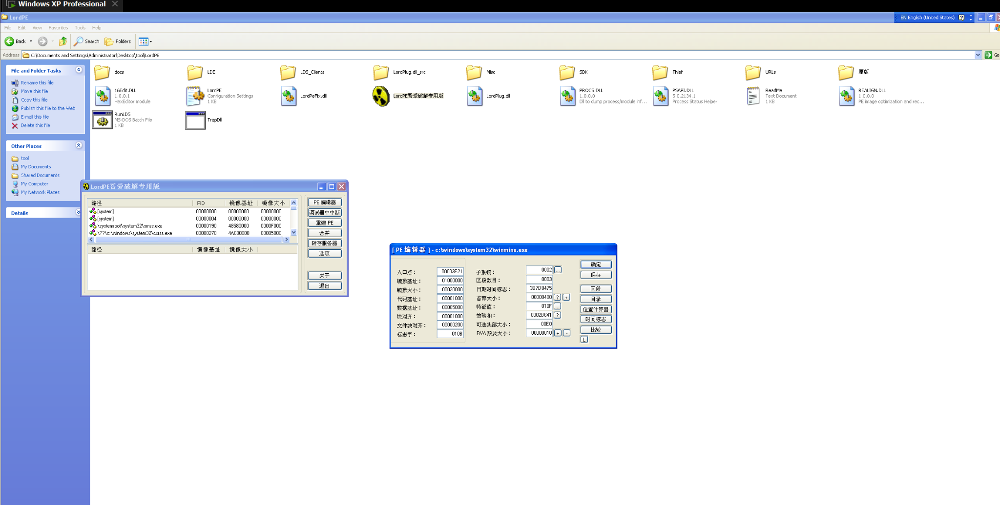 Windows XP Professional
LordPE
EN English (United States)
File Edit View Favorites Tools Help
Back Search Folders
Address C:\Documents and Settings\Administrator\Desktop\tool\LordPE Go
File and Folder Tasks
Rename this file
Move this file
Copy this file
Publish this file to the Web
E-mail this file
Delete this file
Other Places
tool
My Documents
Shared Documents
My Computer
My Network Places
Details
docs
LDE
LDS_Clients
LordPlug.dll_src
Misc
SDK
Thief
URLs
原版
16Edit.DLL
1.0.0.1
HexEditor module
LordPE
Configuration Settings
1 KB
LordPeFix.dll
LordPE吾爱破解专用版
LordPlug.dll
PROCS.DLL
1.0.0.0
Dll to dump process/module inf...
PSAPI.DLL
5.0.2134.1
Process Status Helper
ReadMe
Text Document
1 KB
REALIGN.DLL
1.0.0.0
PE image optimization and rec...
RunLDS
MS-DOS Batch File
1 KB
TrapDll
LordPE吾爱破解专用版
路径 PID 镜像基址 镜像大小
[system] 00000000 00000000 00000000
[system] 00000004 00000000 00000000
\systemroot\system32\smss.exe 00000190 48580000 0000F000
\??\c:\windows\system32\csrss.exe 00000270 4A680000 00005000
路径 镜像基址 镜像大小
PE 编辑器
调试器中中断
重建 PE
合并
转存服务器
选项
关于
退出
[ PE 编辑器 ] - c:\windows\system32\winmine.exe
入口点： 00003E21
镜象基址： 01000000
镜象大小： 00020000
代码基址： 00001000
数据基址： 00005000
块对齐： 00001000
文件块对齐： 00000200
标志字： 010B
子系统： 0002 ...
区段数目： 0003
日期时间标志： 3B7D8475
首部大小： 00000400 ? +
特征值： 010F ...
效验和： 0002B641 ?
可选头部大小： 00E0
RVA 数及大小： 00000010 + -
确定
保存
区段
目录
位置计算器
时间标志
比较
L